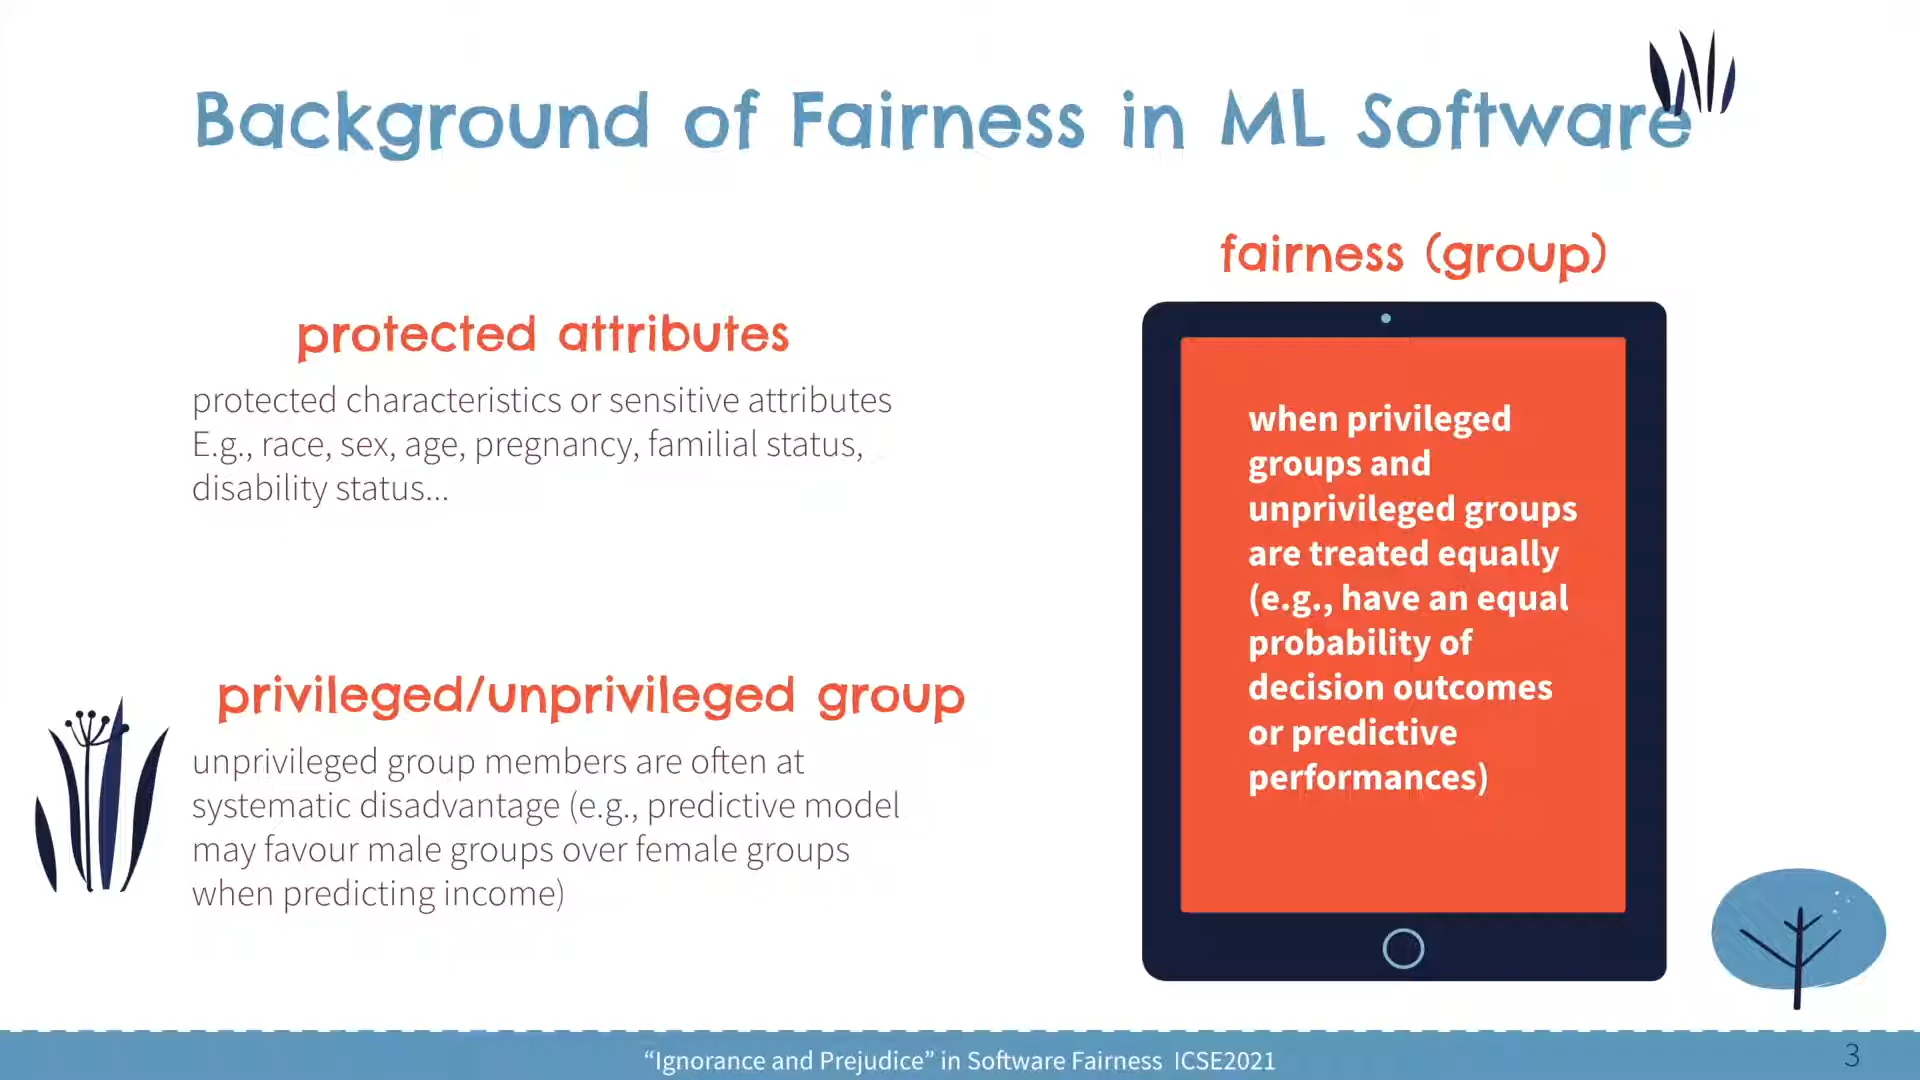 Background of Fairness in ML Software
protected attributes
protected characteristics or sensitive attributes
E.g., race, sex, age, pregnancy, familial status,
disability status...
privileged/unprivileged group
unprivileged group members are often at
systematic disadvantage (e.g., predictive model
may favour male groups over female groups
when predicting income)
fairness (group)
when privileged
groups and
unprivileged groups
are treated equally
(e.g., have an equal
probability of
decision outcomes
or predictive
performances)
“Ignorance and Prejudice” in Software Fairness ICSE2021
3